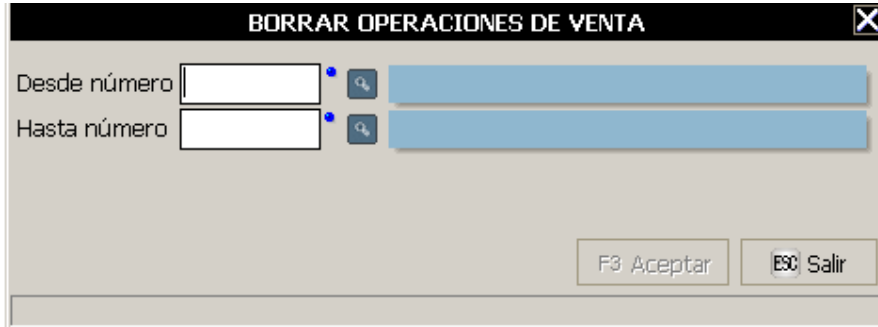 BORRAR OPERACIONES DE VENTA
Desde número
Hasta número
F3 Aceptar
ESC Salir